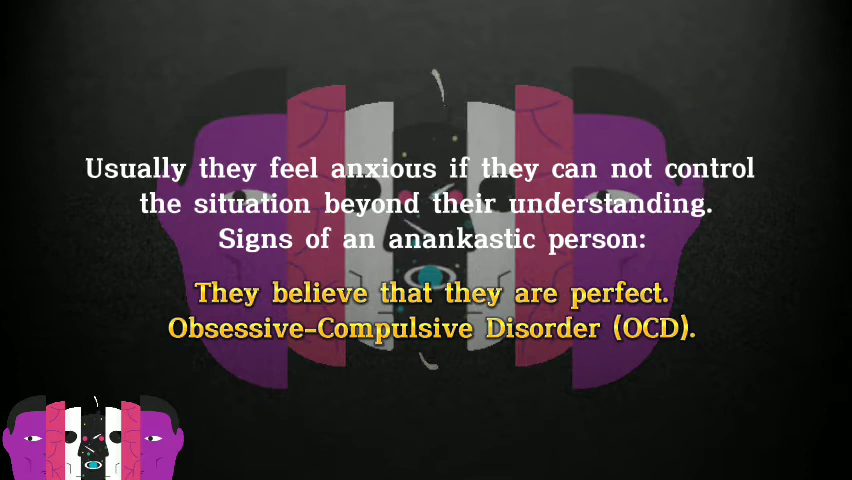 Usually they feel anxious if they can not control
the situation beyond their understanding.
Signs of an anankastic person:
They believe that they are perfect.
Obsessive-Compulsive Disorder (OCD).